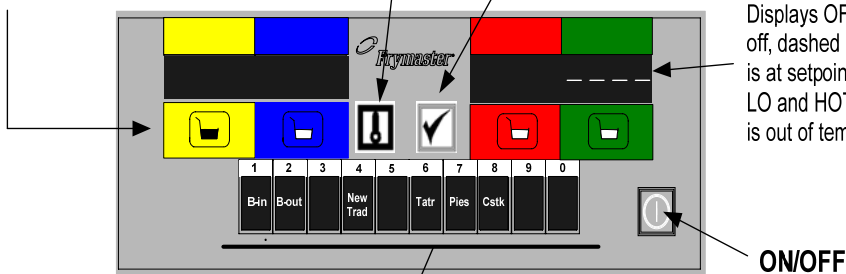 Displays OF
off, dashed
is at setpoin
LO and HOT
is out of tem
Frymaster
1 2 3 4 5 6 7 8 9 0
B-in B-out New Trad Tatr Pies Cstk
ON/OFF